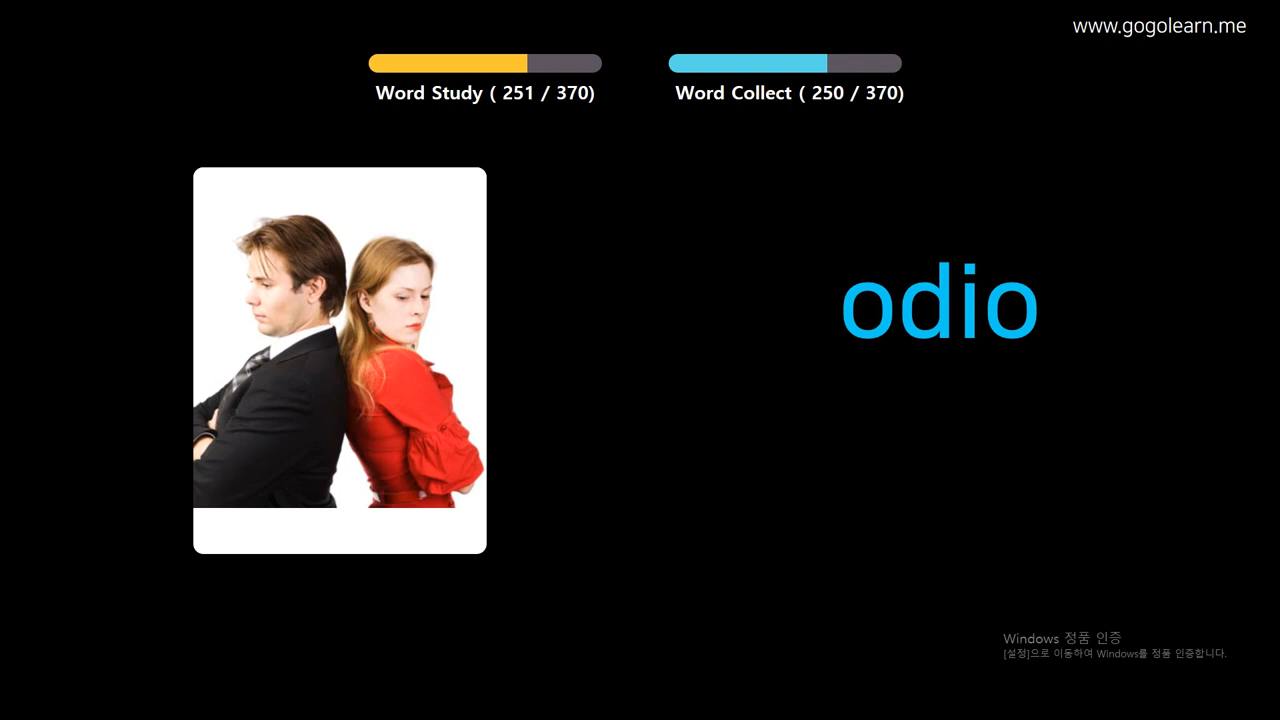 www.gogolearn.me
Word Study ( 251 / 370)
Word Collect ( 250 / 370)
odio
Windows 정품 인증
[설정]으로 이동하여 Windows를 정품 인증합니다.